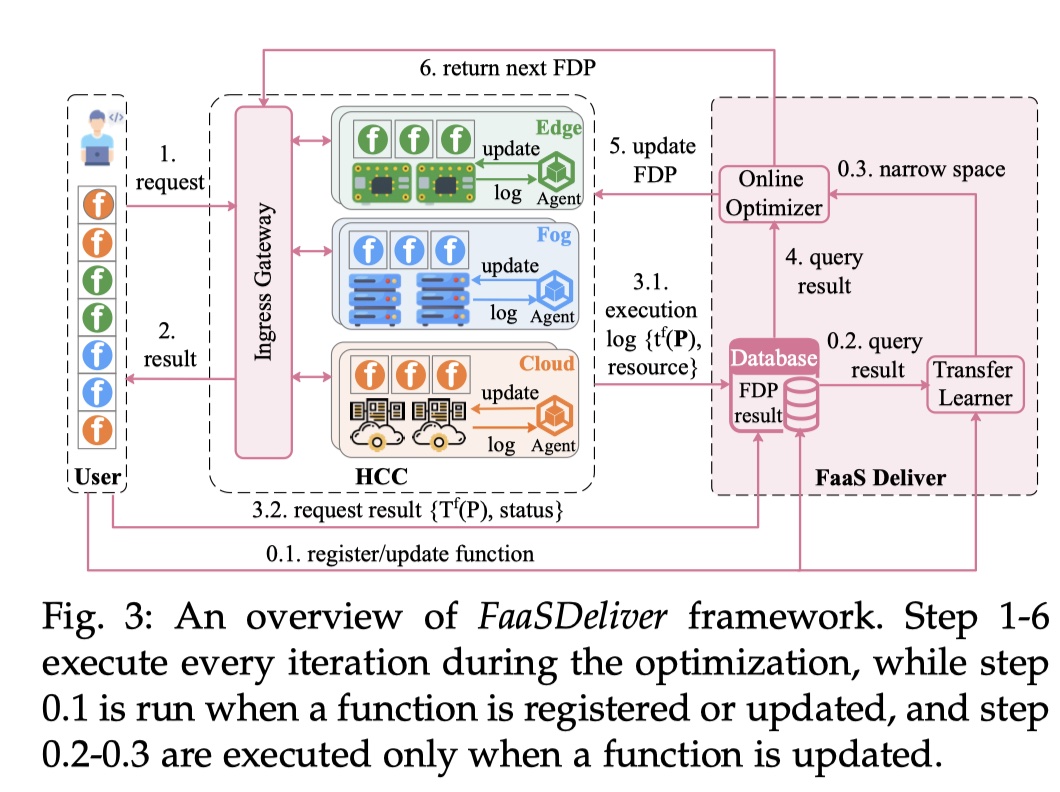 6. return next FDP
</>
1.
request
2.
result
User
Ingress Gateway
Edge
f f f
update
log
Agent
Fog
f f f
update
log
Agent
Cloud
f f f
update
log
Agent
HCC
f
f
f
f
f
f
f
5. update
FDP
3.1.
execution
log {tᶠ(P),
resource}
Online
Optimizer
0.3. narrow space
4. query
result
Database
FDP
result
0.2. query
result
Transfer
Learner
FaaS Deliver
3.2. request result {Tᶠ(P), status}
0.1. register/update function
Fig. 3: An overview of FaaSDeliver framework. Step 1-6
execute every iteration during the optimization, while step
0.1 is run when a function is registered or updated, and step
0.2-0.3 are executed only when a function is updated.